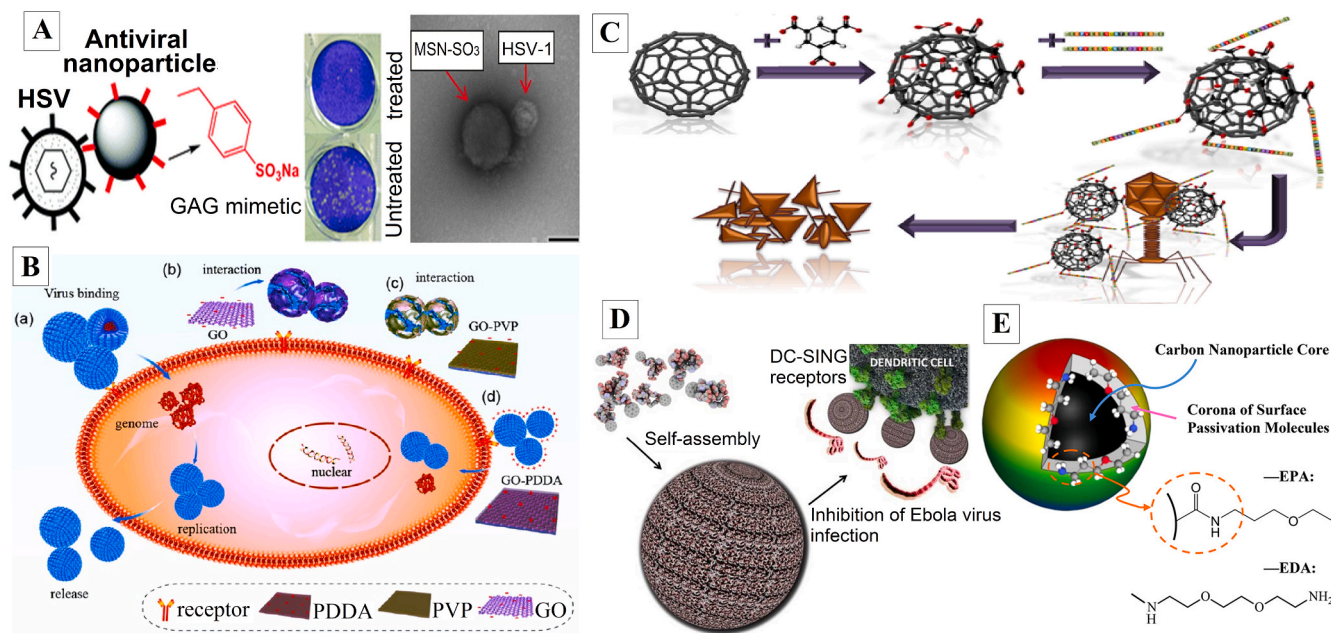 A
Antiviral
nanoparticle
HSV
SO₃Na
GAG mimetic
treated
Untreated
MSN-SO₃
HSV-1
B
(a)
Virus binding
(b)
interaction
GO
(c)
interaction
GO-PVP
(d)
GO-PDDA
genome
nuclear
replication
release
receptor
PDDA
PVP
GO
C
+
+
D
Self-assembly
DC-SING
receptors
DENDRITIC CELL
Inhibition of Ebola virus
infection
E
Carbon Nanoparticle Core
Corona of Surface
Passivation Molecules
—EPA:
O
N
H
O
—EDA:
N
H
O
O
NH₂